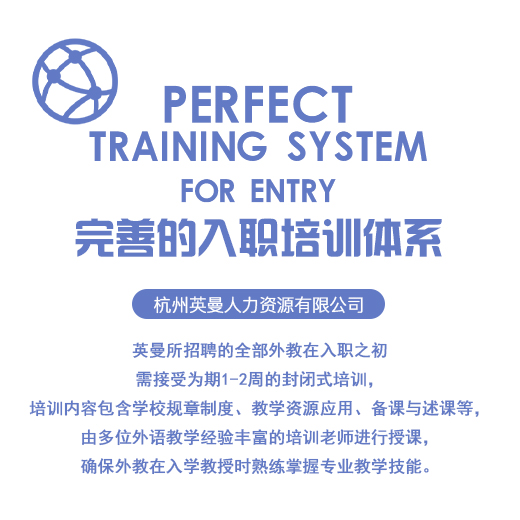 PERFECT
TRAINING SYSTEM
FOR ENTRY
完善的入职培训体系
杭州英曼人力资源有限公司
英曼所招聘的全部外教在入职之初
需接受为期1-2周的封闭式培训，
培训内容包含学校规章制度、教学资源应用、备课与述课等，
由多位外语教学经验丰富的培训老师进行授课，
确保外教在入学教授时熟练掌握专业教学技能。